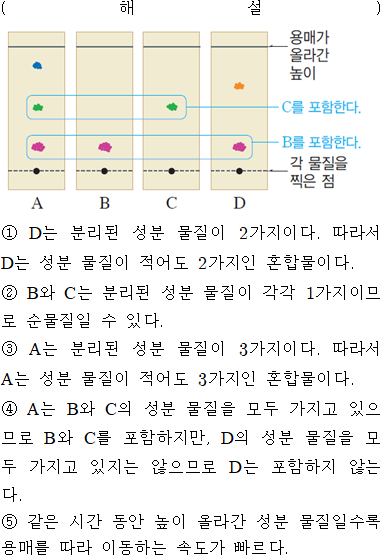 ( 해 설 )
용매가
올라간
높이
C를 포함한다.
B를 포함한다.
각 물질을
찍은 점
A B C D
① D는 분리된 성분 물질이 2가지이다. 따라서
D는 성분 물질이 적어도 2가지인 혼합물이다.
② B와 C는 분리된 성분 물질이 각각 1가지이므
로 순물질일 수 있다.
③ A는 분리된 성분 물질이 3가지이다. 따라서
A는 성분 물질이 적어도 3가지인 혼합물이다.
④ A는 B와 C의 성분 물질을 모두 가지고 있으
므로 B와 C를 포함하지만, D의 성분 물질을 모
두 가지고 있지는 않으므로 D는 포함하지 않는
다.
⑤ 같은 시간 동안 높이 올라간 성분 물질일수록
용매를 따라 이동하는 속도가 빠르다.